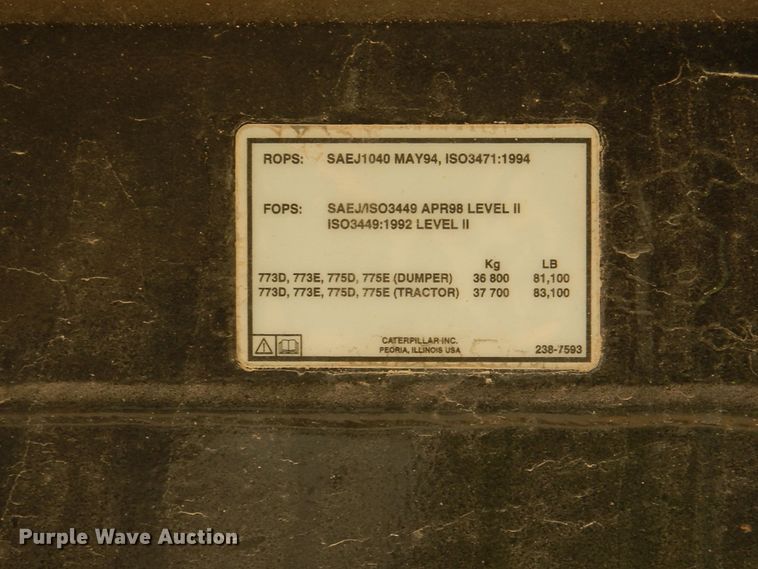 ROPS: SAEJ1040 MAY94, ISO3471:1994
FOPS: SAEJ/ISO3449 APR98 LEVEL II
ISO3449:1992 LEVEL II
Kg LB
773D, 773E, 775D, 775E (DUMPER) 36 800 81,100
773D, 773E, 775D, 775E (TRACTOR) 37 700 83,100
CATERPILLAR INC.
PEORIA, ILLINOIS USA 238-7593
Purple Wave Auction